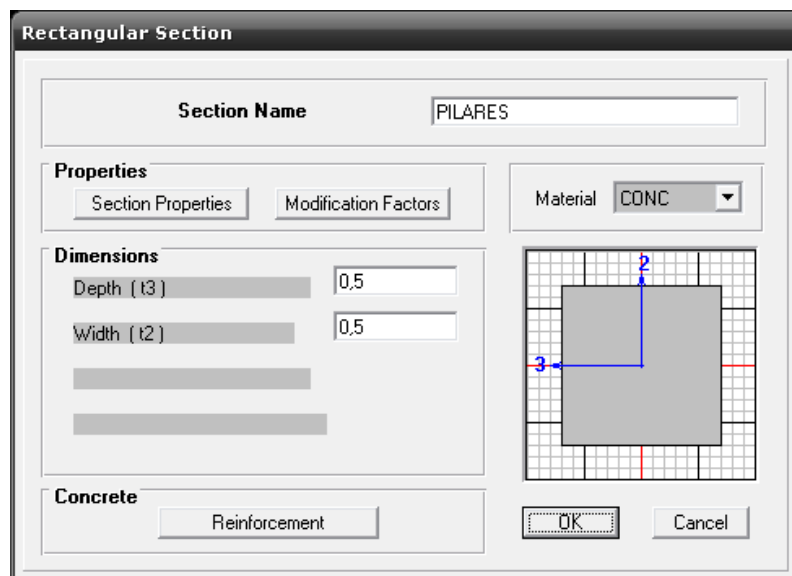 Rectangular Section
Section Name PILARES
Properties
Section Properties Modification Factors
Material CONC
Dimensions
Depth ( t3 ) 0,5
Width ( t2 ) 0,5
2
3
Concrete
Reinforcement
OK Cancel